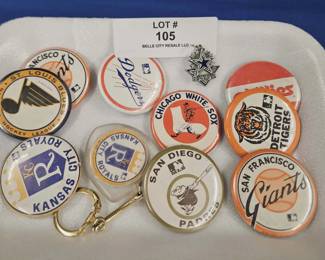 LOT #
105
BELLE CITY RESALE LLC
FRANCISCO
ST. LOUIS BLUES
HOCKEY LEAGUE
Dodgers
CHICAGO WHITE SOX
DETROIT
TIGERS
KANSAS CITY ROYALS
R
KANSAS CITY
ROYALS
R
SAN DIEGO
PADRES
SAN FRANCISCO
Giants